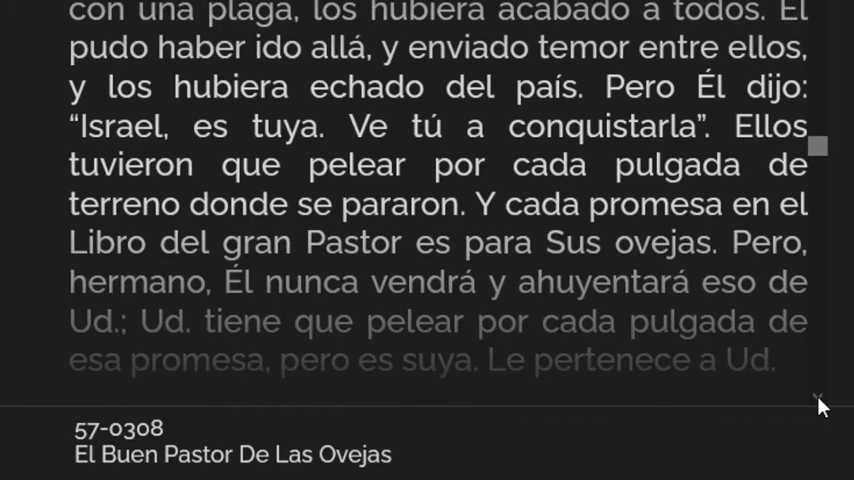 con una plaga, los hubiera acabado a todos. Él
pudo haber ido allá, y enviado temor entre ellos,
y los hubiera echado del país. Pero Él dijo:
“Israel, es tuya. Ve tú a conquistarla”. Ellos
tuvieron que pelear por cada pulgada de
terreno donde se pararon. Y cada promesa en el
Libro del gran Pastor es para Sus ovejas. Pero,
hermano, Él nunca vendrá y ahuyentará eso de
Ud.; Ud. tiene que pelear por cada pulgada de
esa promesa, pero es suya. Le pertenece a Ud.
57-0308
El Buen Pastor De Las Ovejas